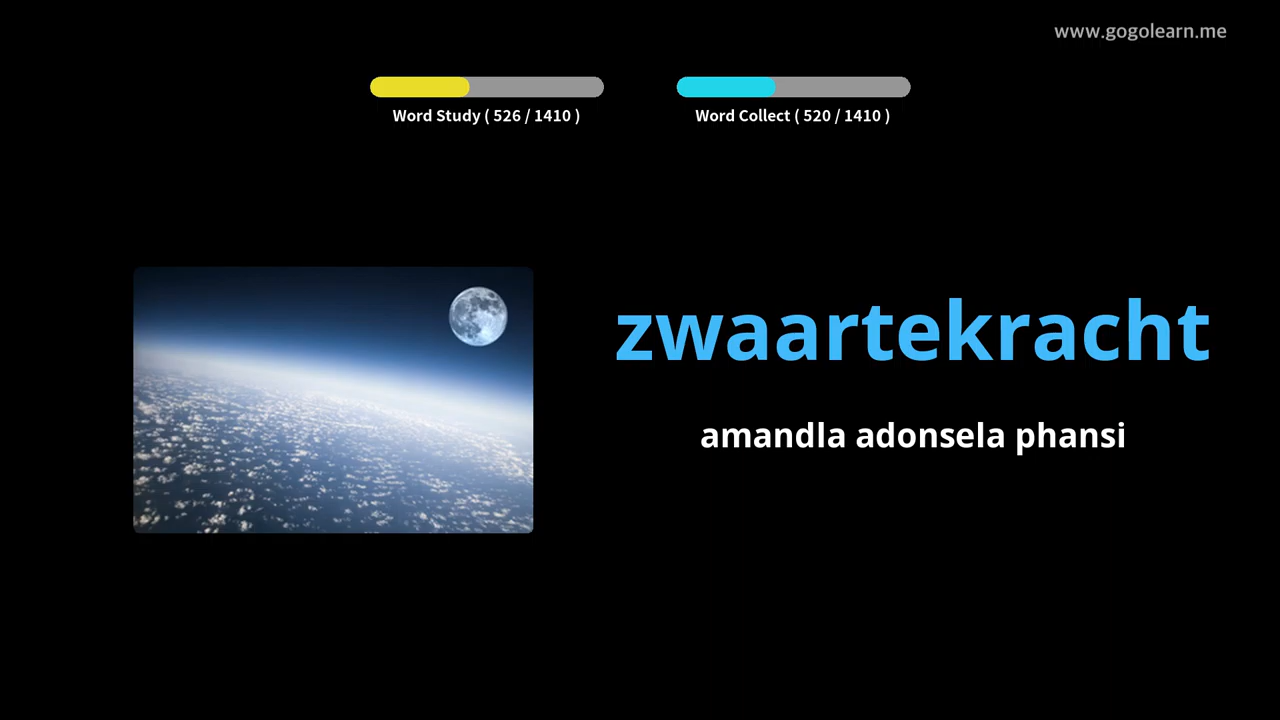 www.gogolearn.me
Word Study ( 526 / 1410 )
Word Collect ( 520 / 1410 )
zwaartekracht
amandla adonsela phansi